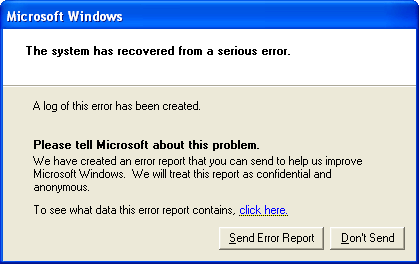 Microsoft Windows
The system has recovered from a serious error.
A log of this error has been created.
Please tell Microsoft about this problem.
We have created an error report that you can send to help us improve
Microsoft Windows.  We will treat this report as confidential and
anonymous.
To see what data this error report contains, click here.
Send Error Report
Don't Send